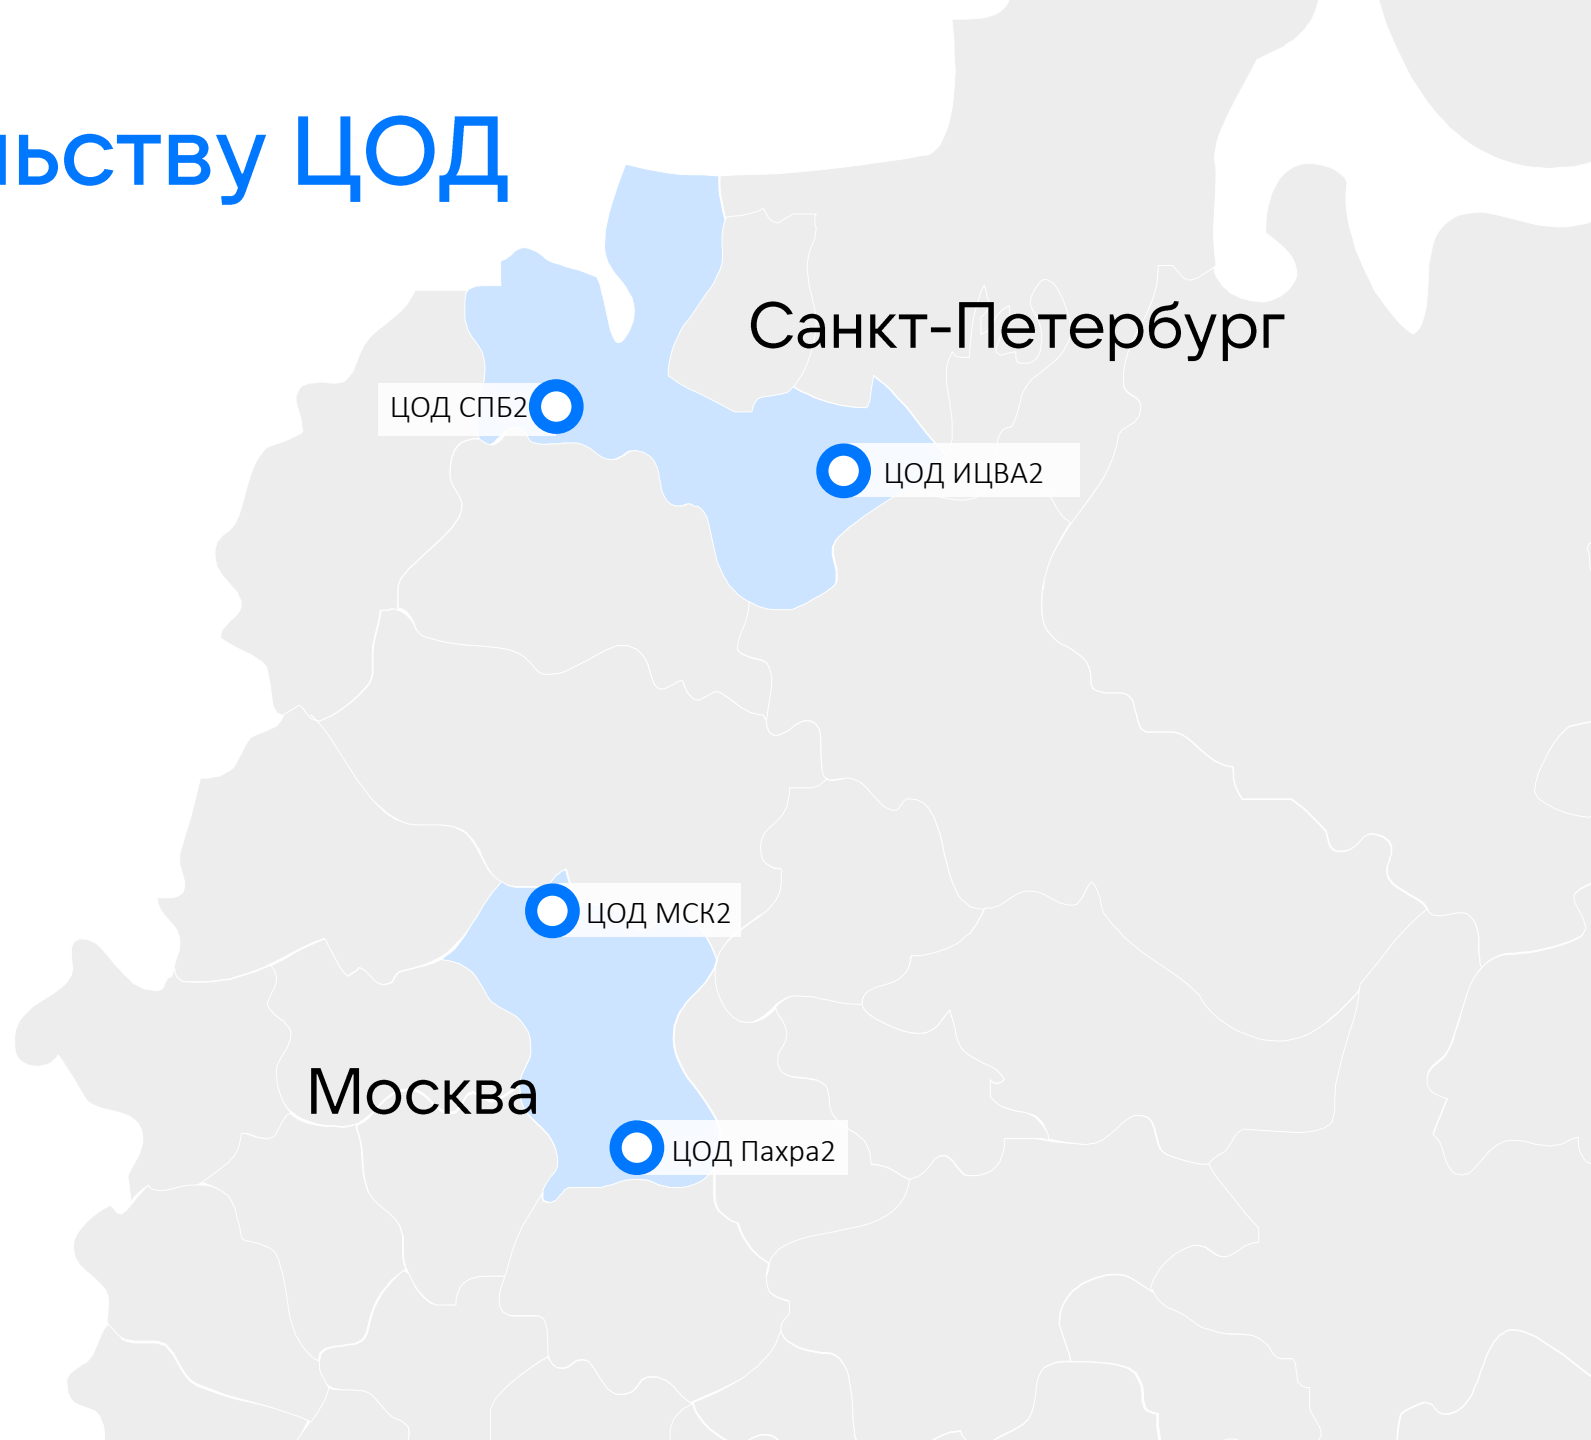 ьству ЦОД
Санкт-Петербург
ЦОД СПБ2
ЦОД ИЦВА2
ЦОД МСК2
Москва
ЦОД Пахра2